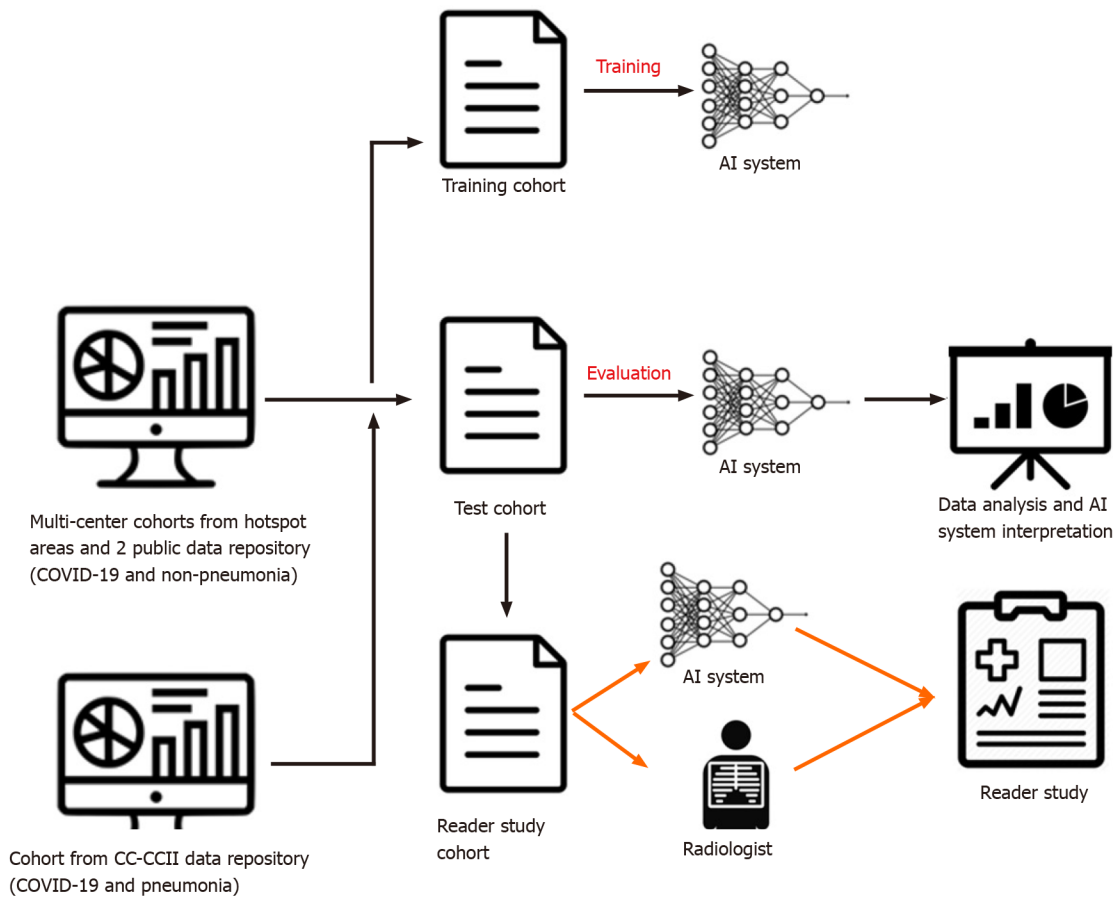 Training
AI system
Training cohort
Evaluation
AI system
Multi-center cohorts from hotspot
areas and 2 public data repository
(COVID-19 and non-pneumonia)
Test cohort
Data analysis and AI
system interpretation
AI system
Reader study
cohort
Radiologist
Reader study
Cohort from CC-CCII data repository
(COVID-19 and pneumonia)